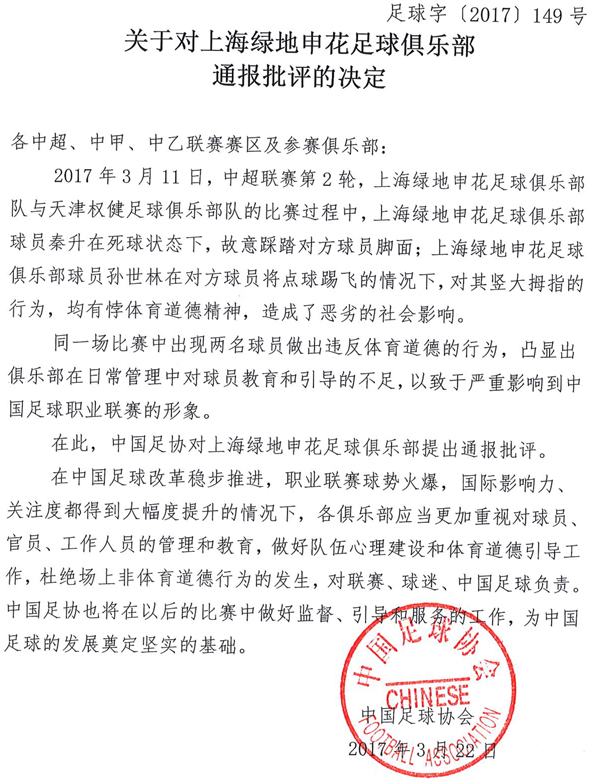 足球字〔2017〕149 号
关于对上海绿地申花足球俱乐部
通报批评的决定
各中超、中甲、中乙联赛赛区及参赛俱乐部：
2017 年 3 月 11 日，中超联赛第 2 轮，上海绿地申花足球俱乐部
队与天津权健足球俱乐部队的比赛过程中，上海绿地申花足球俱乐部
球员秦升在死球状态下，故意踩踏对方球员脚面；上海绿地申花足球
俱乐部球员孙世林在对方球员将点球踢飞的情况下，对其竖大拇指的
行为，均有悖体育道德精神，造成了恶劣的社会影响。
同一场比赛中出现两名球员做出违反体育道德的行为，凸显出
俱乐部在日常管理中对球员教育和引导的不足，以致于严重影响到中
国足球职业联赛的形象。
在此，中国足协对上海绿地申花足球俱乐部提出通报批评。
在中国足球改革稳步推进，职业联赛球势火爆，国际影响力、
关注度都得到大幅度提升的情况下，各俱乐部应当更加重视对球员、
官员、工作人员的管理和教育，做好队伍心理建设和体育道德引导工
作，杜绝场上非体育道德行为的发生，对联赛、球迷、中国足球负责。
中国足协也将在以后的比赛中做好监督、引导和服务的工作，为中国
足球的发展奠定坚实的基础。
中国足球协会
CHINESE
FOOTBALL ASSOCIATION
中国足球协会
2017 年 3 月 22 日